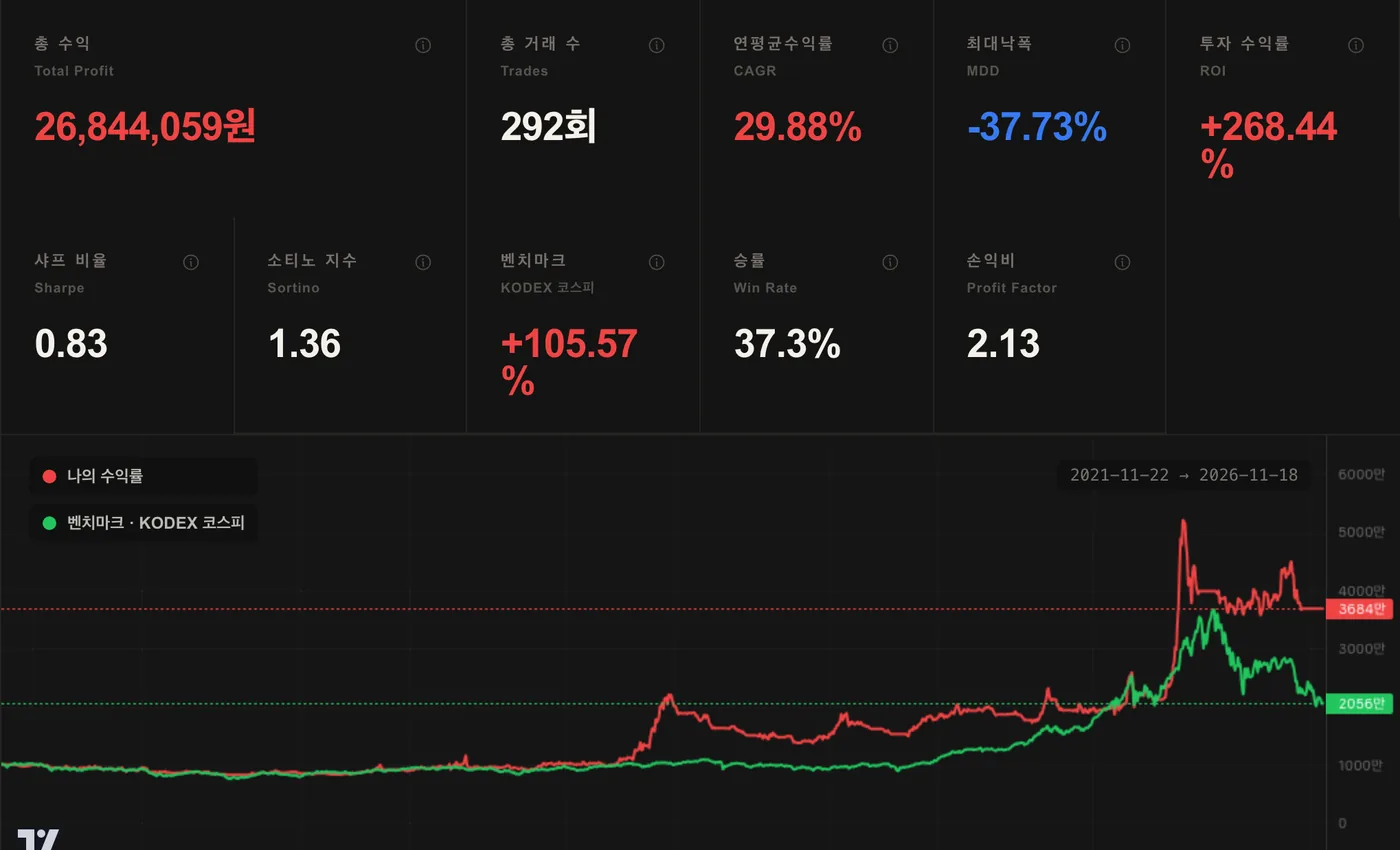 총 수익
Total Profit
26,844,059원
총 거래 수
Trades
292회
연평균수익률
CAGR
29.88%
최대낙폭
MDD
-37.73%
투자 수익률
ROI
+268.44
%
샤프 비율
Sharpe
0.83
소티노 지수
Sortino
1.36
벤치마크
KODEX 코스피
+105.57
%
승률
Win Rate
37.3%
손익비
Profit Factor
2.13
나의 수익률
벤치마크 · KODEX 코스피
2021-11-22 → 2026-11-18
6000만
5000만
4000만
3684만
3000만
2056만
1000만
0